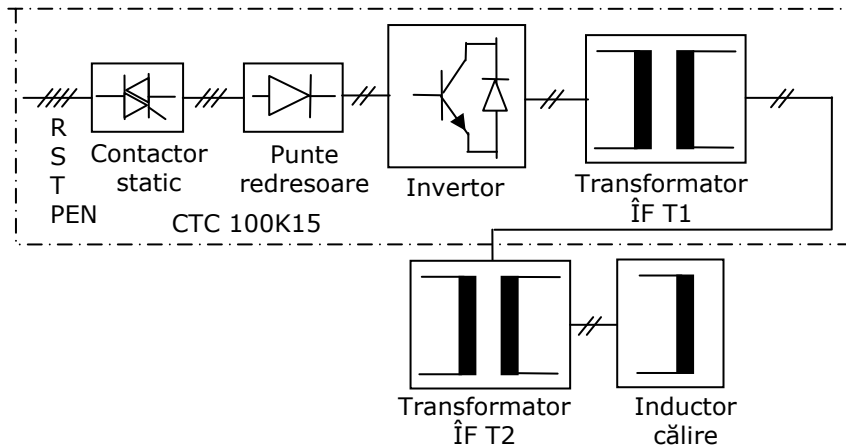 R
S
T
PEN
Contactor
static
Punte
redresoare
Invertor
Transformator
ÎF T1
CTC 100K15
Transformator
ÎF T2
Inductor
călire